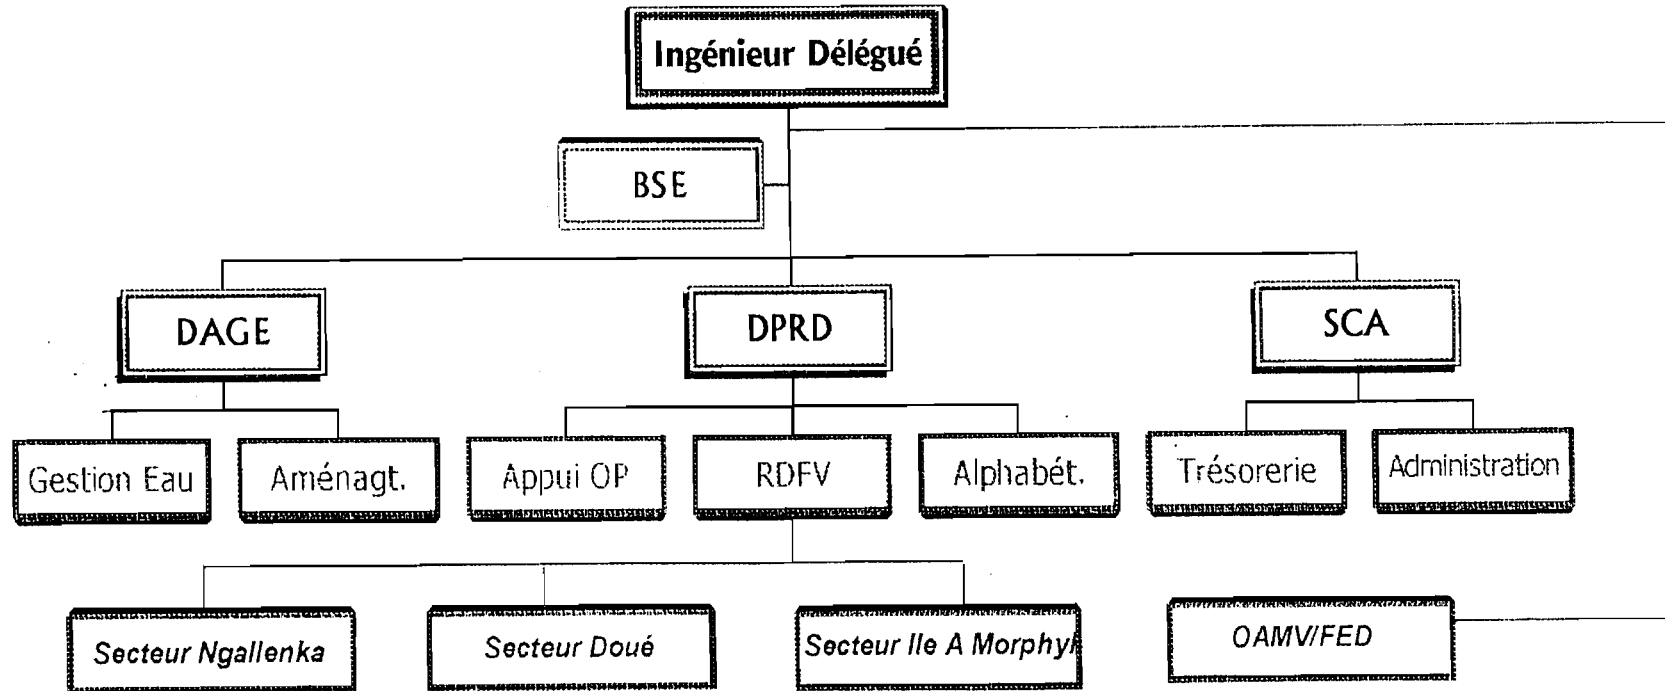 Ingénieur Délégué
BSE
DAGE
DPRD
SCA
Gestion Eau
Aménagt.
Appui OP
RDFV
Alphabét.
Trésorerie
Administration
Secteur Ngallenka
Secteur Doué
Secteur Ile A Morphyl
OAMV/FED